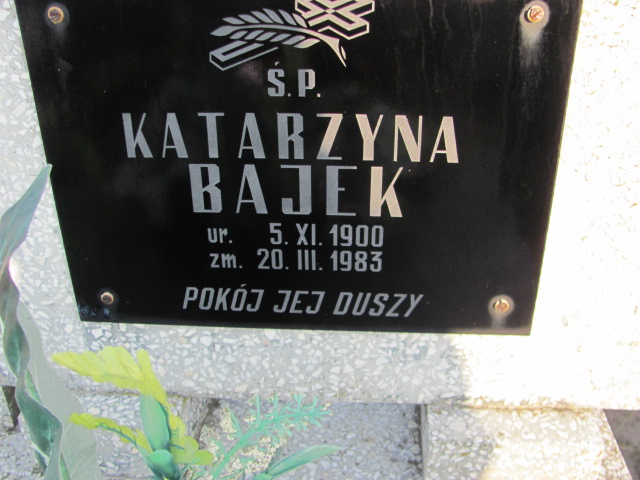 Ś.P.
KATARZYNA
BAJEK
ur. 5. XI. 1900
zm. 20. III. 1983
POKÓJ JEJ DUSZY